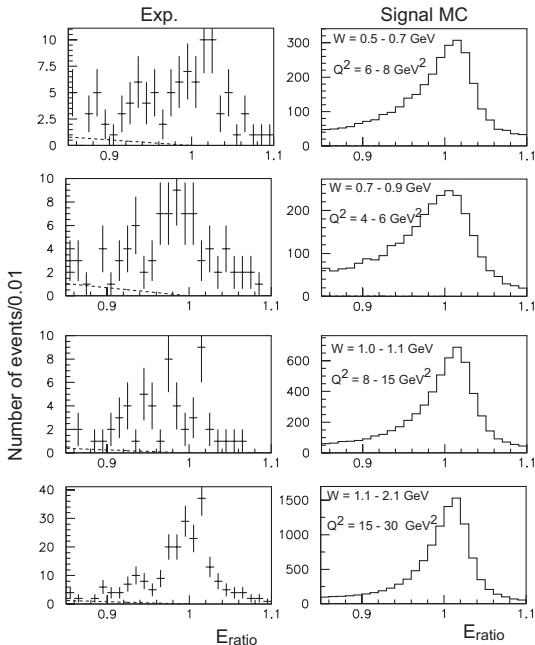 Exp. Signal MC
10
7.5
5
2.5
0
0.9 1 1.1
300
200
100
0
W = 0.5 - 0.7 GeV
Q² = 6 - 8 GeV²
0.9 1 1.1
10
8
6
4
2
0
0.9 1 1.1
200
100
0
W = 0.7 - 0.9 GeV
Q² = 4 - 6 GeV²
0.9 1 1.1
10
8
6
4
2
0
0.9 1 1.1
600
400
200
0
W = 1.0 - 1.1 GeV
Q² = 8 - 15 GeV²
0.9 1 1.1
40
30
20
10
0
0.9 1 1.1
1500
1000
500
0
W = 1.1 - 2.1 GeV
Q² = 15 - 30 GeV²
0.9 1 1.1
Number of events/0.01
E_ratio E_ratio